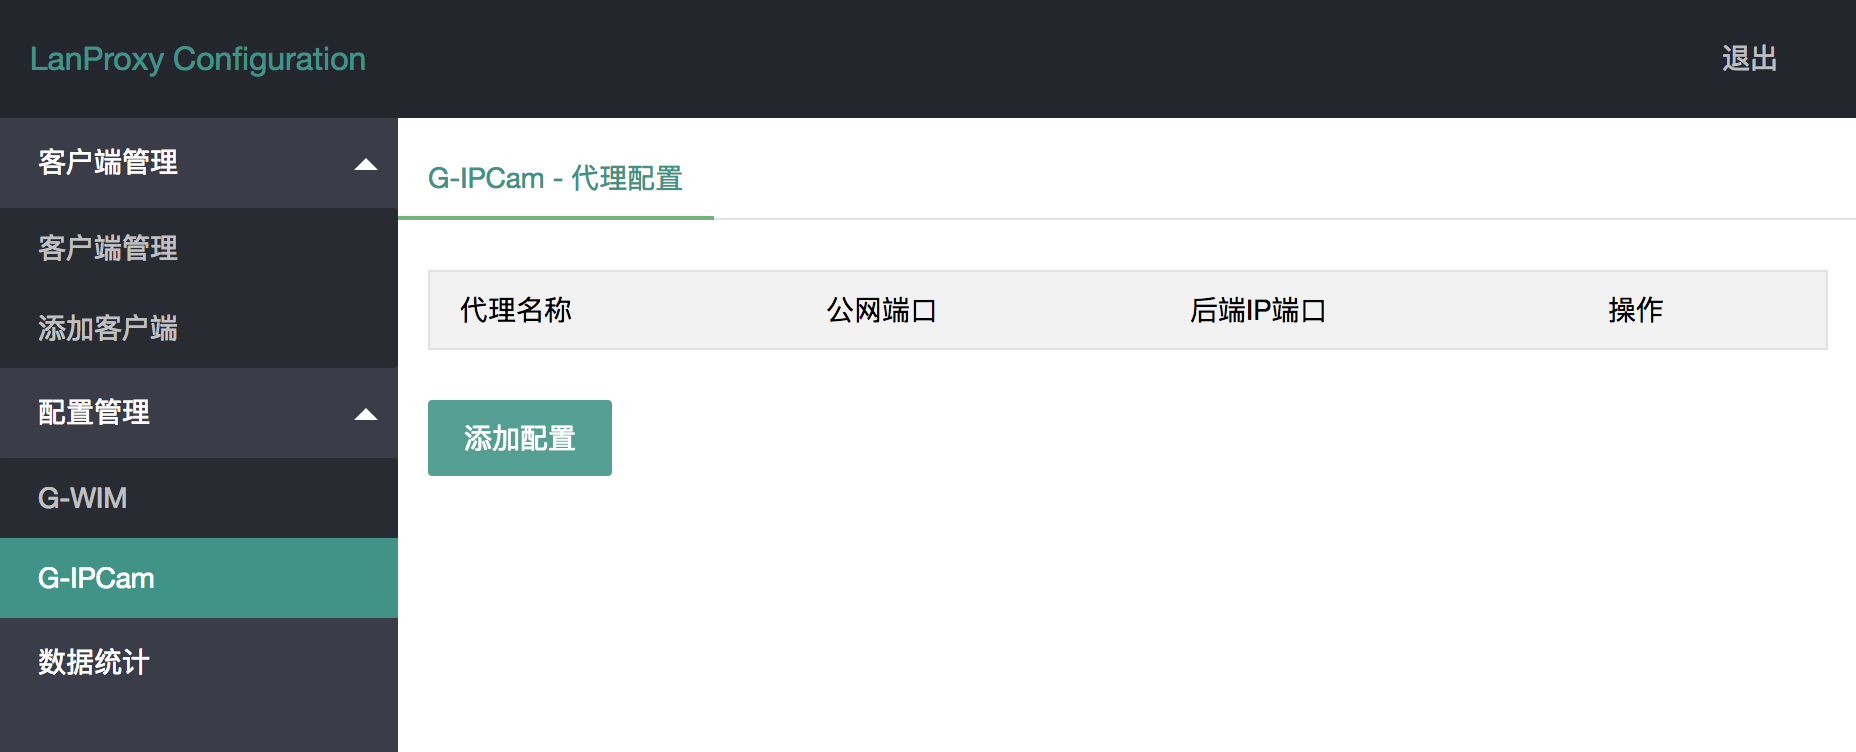 LanProxy Configuration
退出
客户端管理
客户端管理
添加客户端
配置管理
G-WIM
G-IPCam
数据统计
G-IPCam - 代理配置
代理名称 公网端口 后端IP端口 操作
添加配置